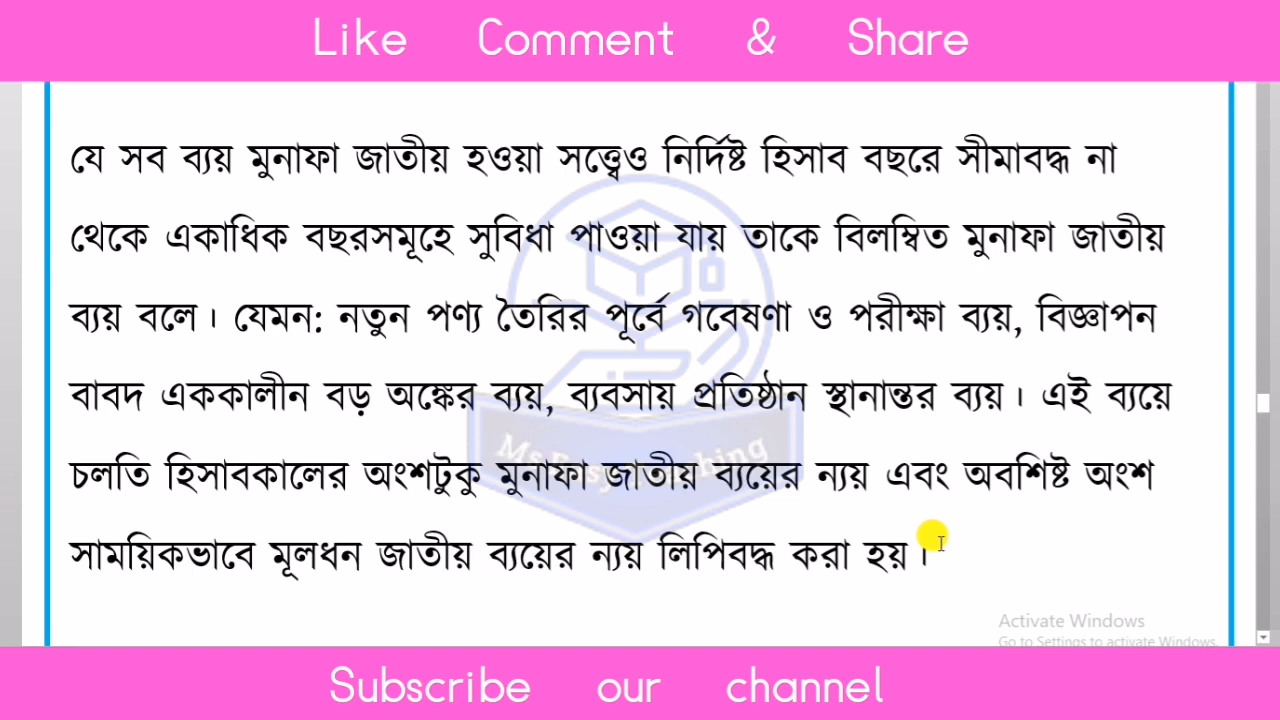 Like Comment & Share
যে সব ব্যয় মুনাফা জাতীয় হওয়া সত্ত্বেও নির্দিষ্ট হিসাব বছরে সীমাবদ্ধ না
থেকে একাধিক বছরসমূহে সুবিধা পাওয়া যায় তাকে বিলম্বিত মুনাফা জাতীয়
ব্যয় বলে। যেমন: নতুন পণ্য তৈরির পূর্বে গবেষণা ও পরীক্ষা ব্যয়, বিজ্ঞাপন
বাবদ এককালীন বড় অঙ্কের ব্যয়, ব্যবসায় প্রতিষ্ঠান স্থানান্তর ব্যয়। এই ব্যয়ে
চলতি হিসাবকালের অংশটুকু মুনাফা জাতীয় ব্যয়ের ন্যয় এবং অবশিষ্ট অংশ
সাময়িকভাবে মূলধন জাতীয় ব্যয়ের ন্যয় লিপিবদ্ধ করা হয়।
Activate Windows
Go to Settings to activate Windows.
Subscribe our channel